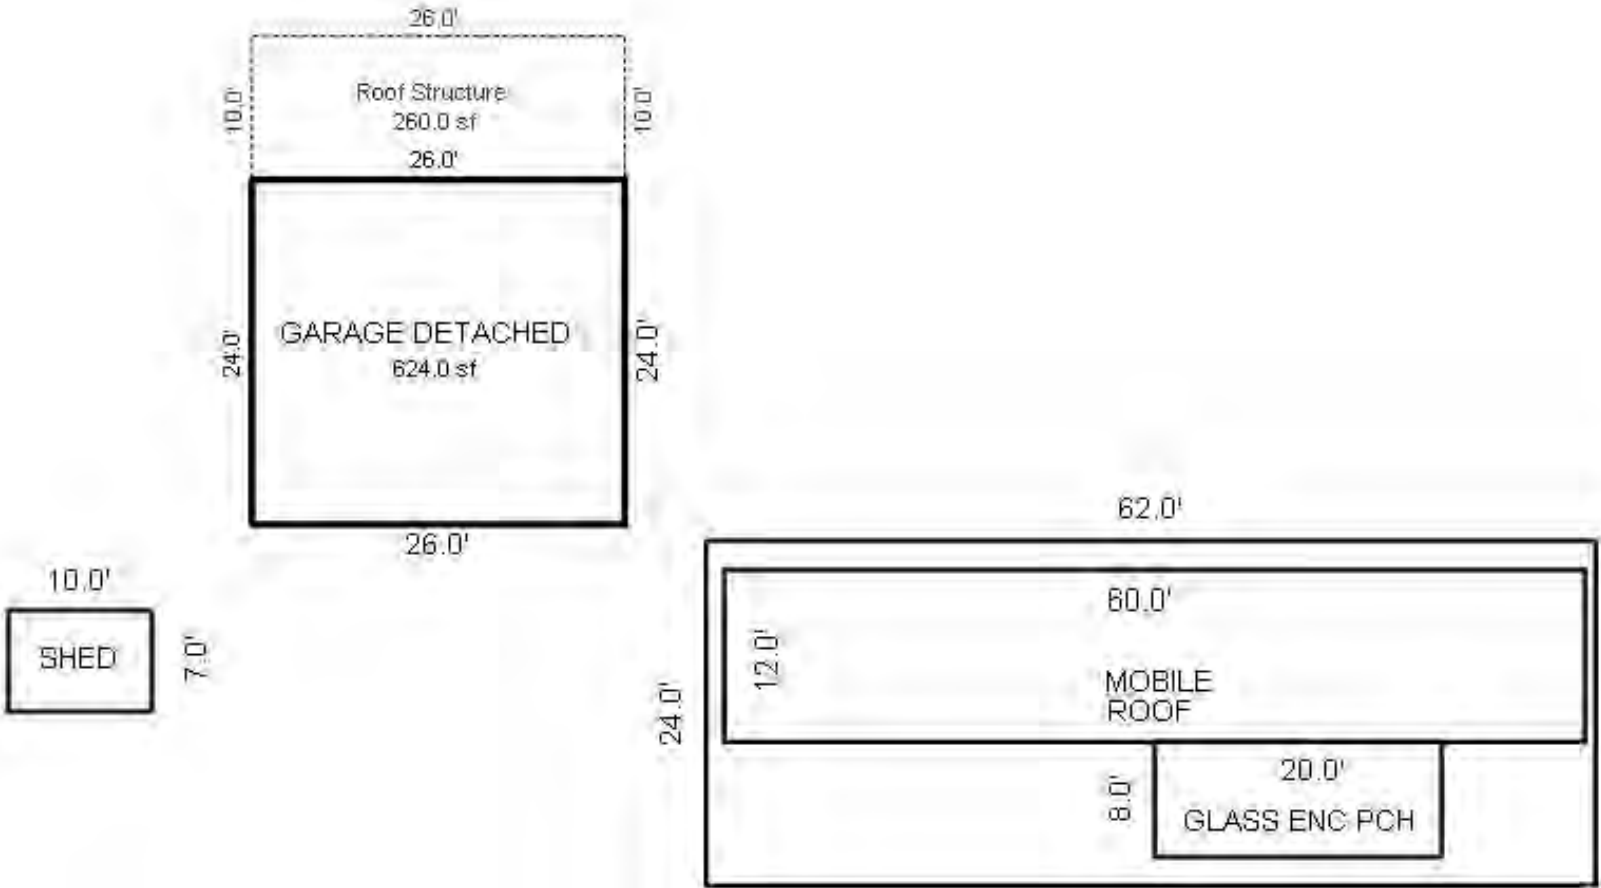 26.0'
10.0'
Roof Structure
260.0 sf
10.0'
26.0'
24.0'
GARAGE DETACHED
624.0 sf
24.0'
26.0'
10.0'
SHED
7.0'
62.0'
24.0'
60.0'
12.0'
MOBILE
ROOF
8.0'
20.0'
GLASS ENC PCH